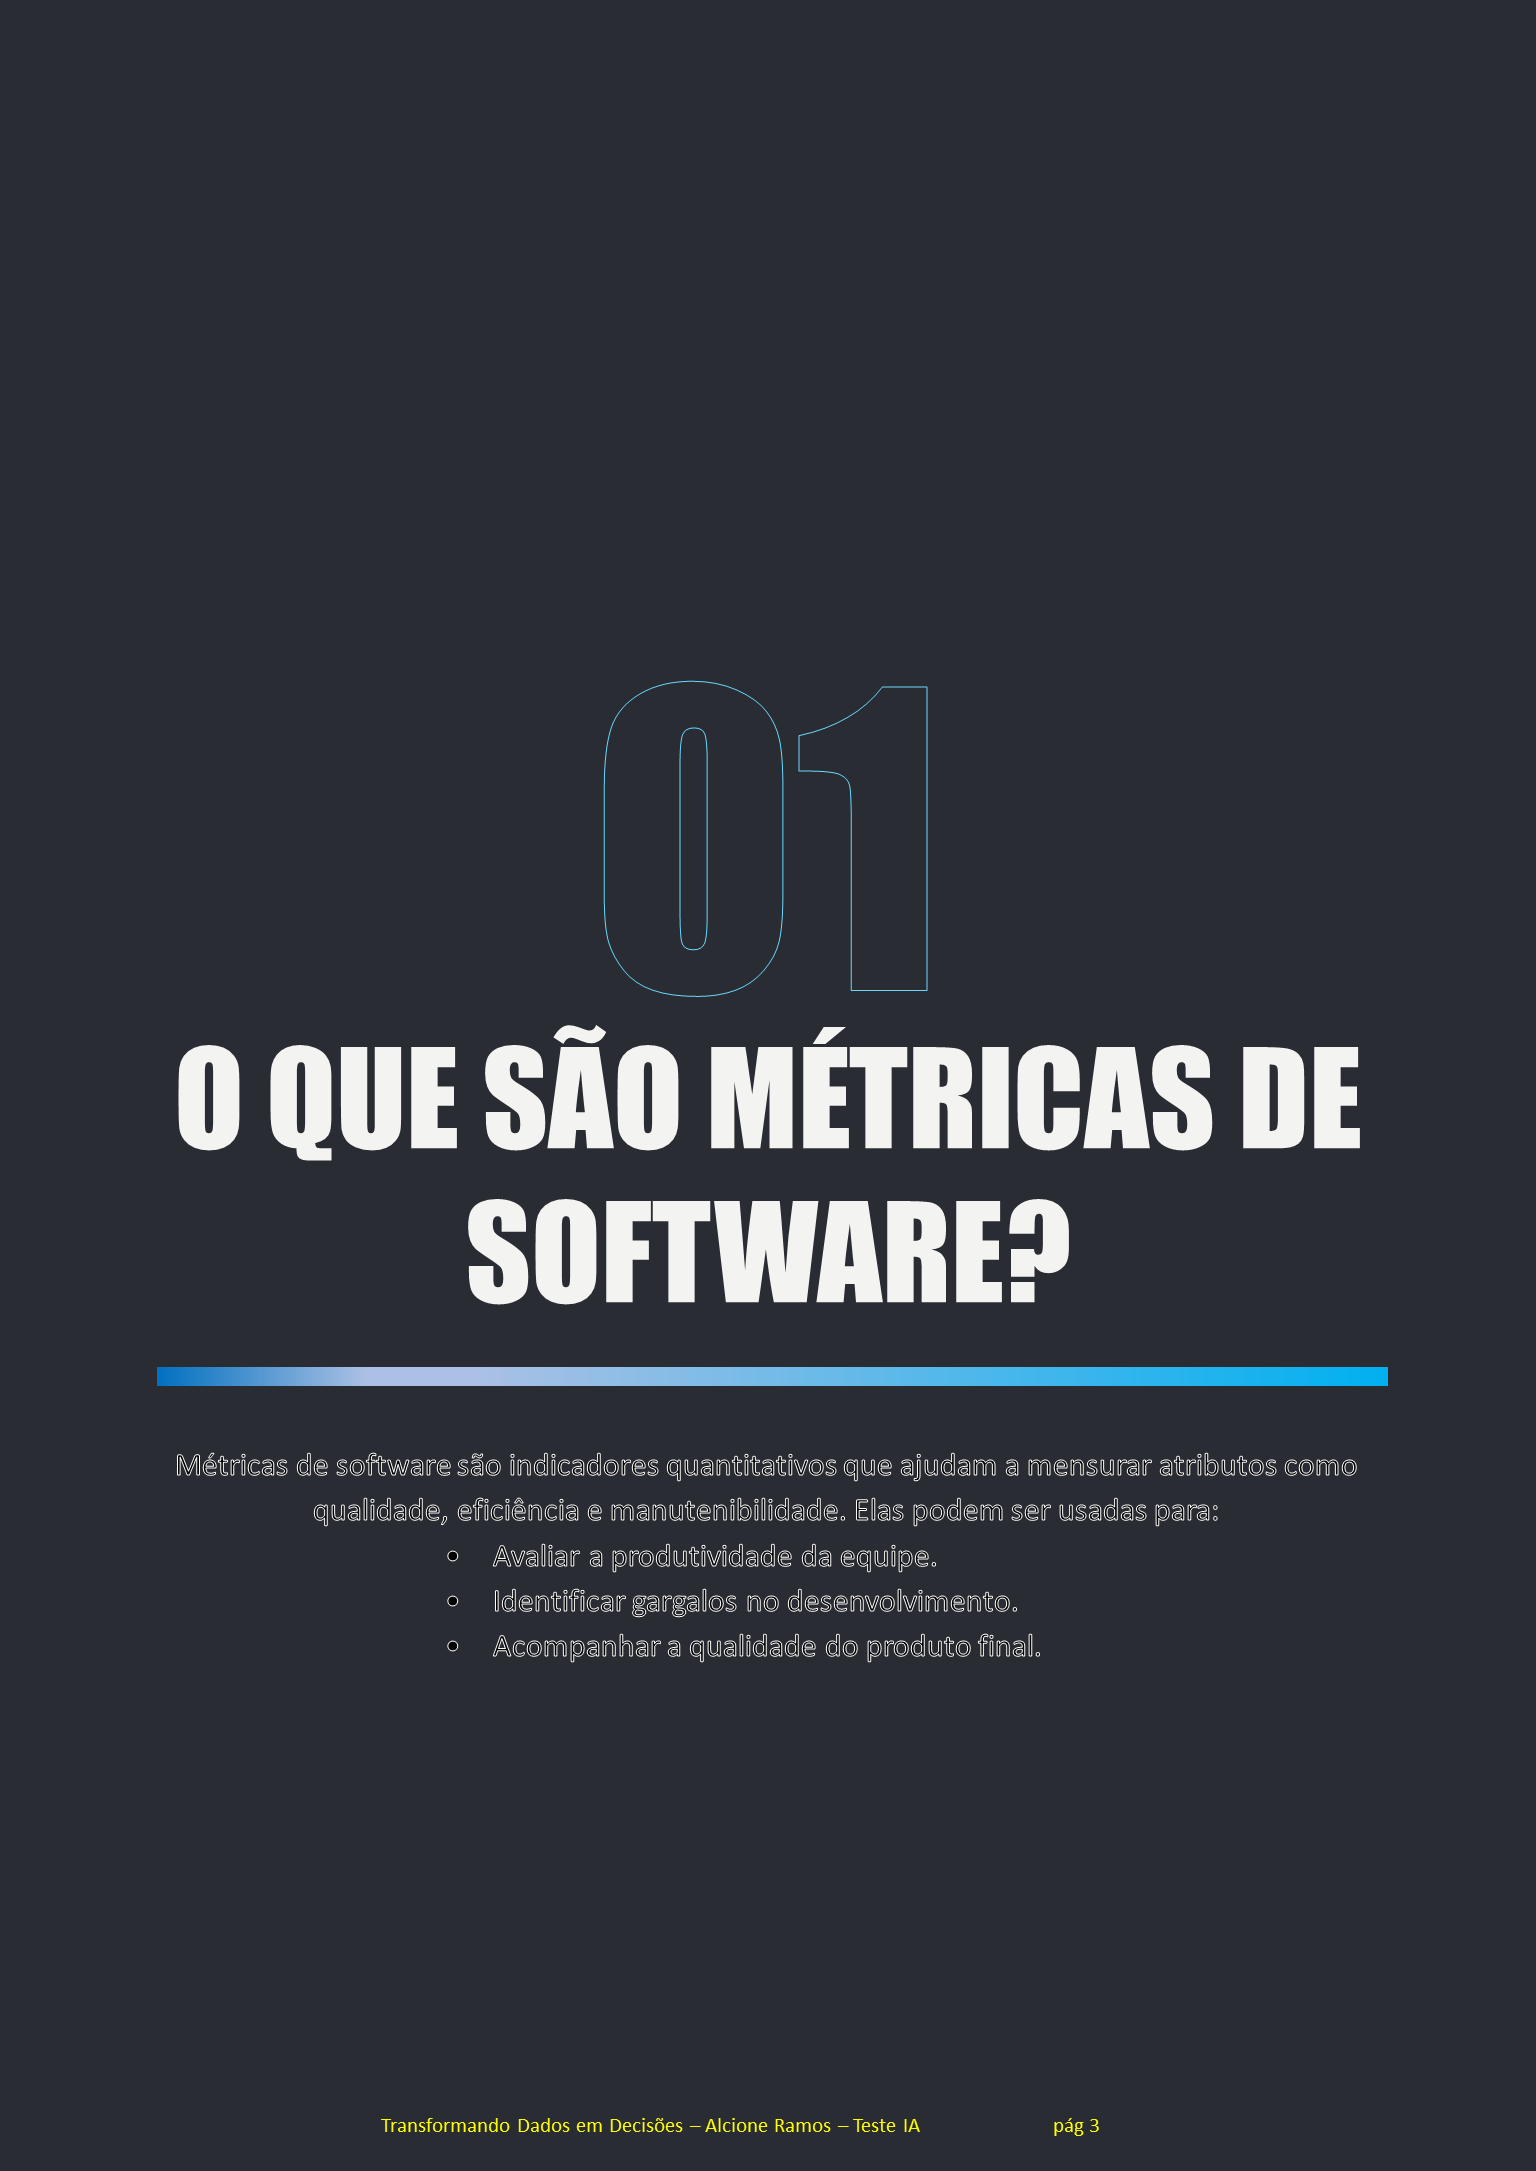 01
O QUE SÃO MÉTRICAS DE
SOFTWARE?
Métricas de software são indicadores quantitativos que ajudam a mensurar atributos como
qualidade, eficiência e manutenibilidade. Elas podem ser usadas para:
• Avaliar a produtividade da equipe.
• Identificar gargalos no desenvolvimento.
• Acompanhar a qualidade do produto final.
Transformando Dados em Decisões – Alcione Ramos – Teste IA pág 3